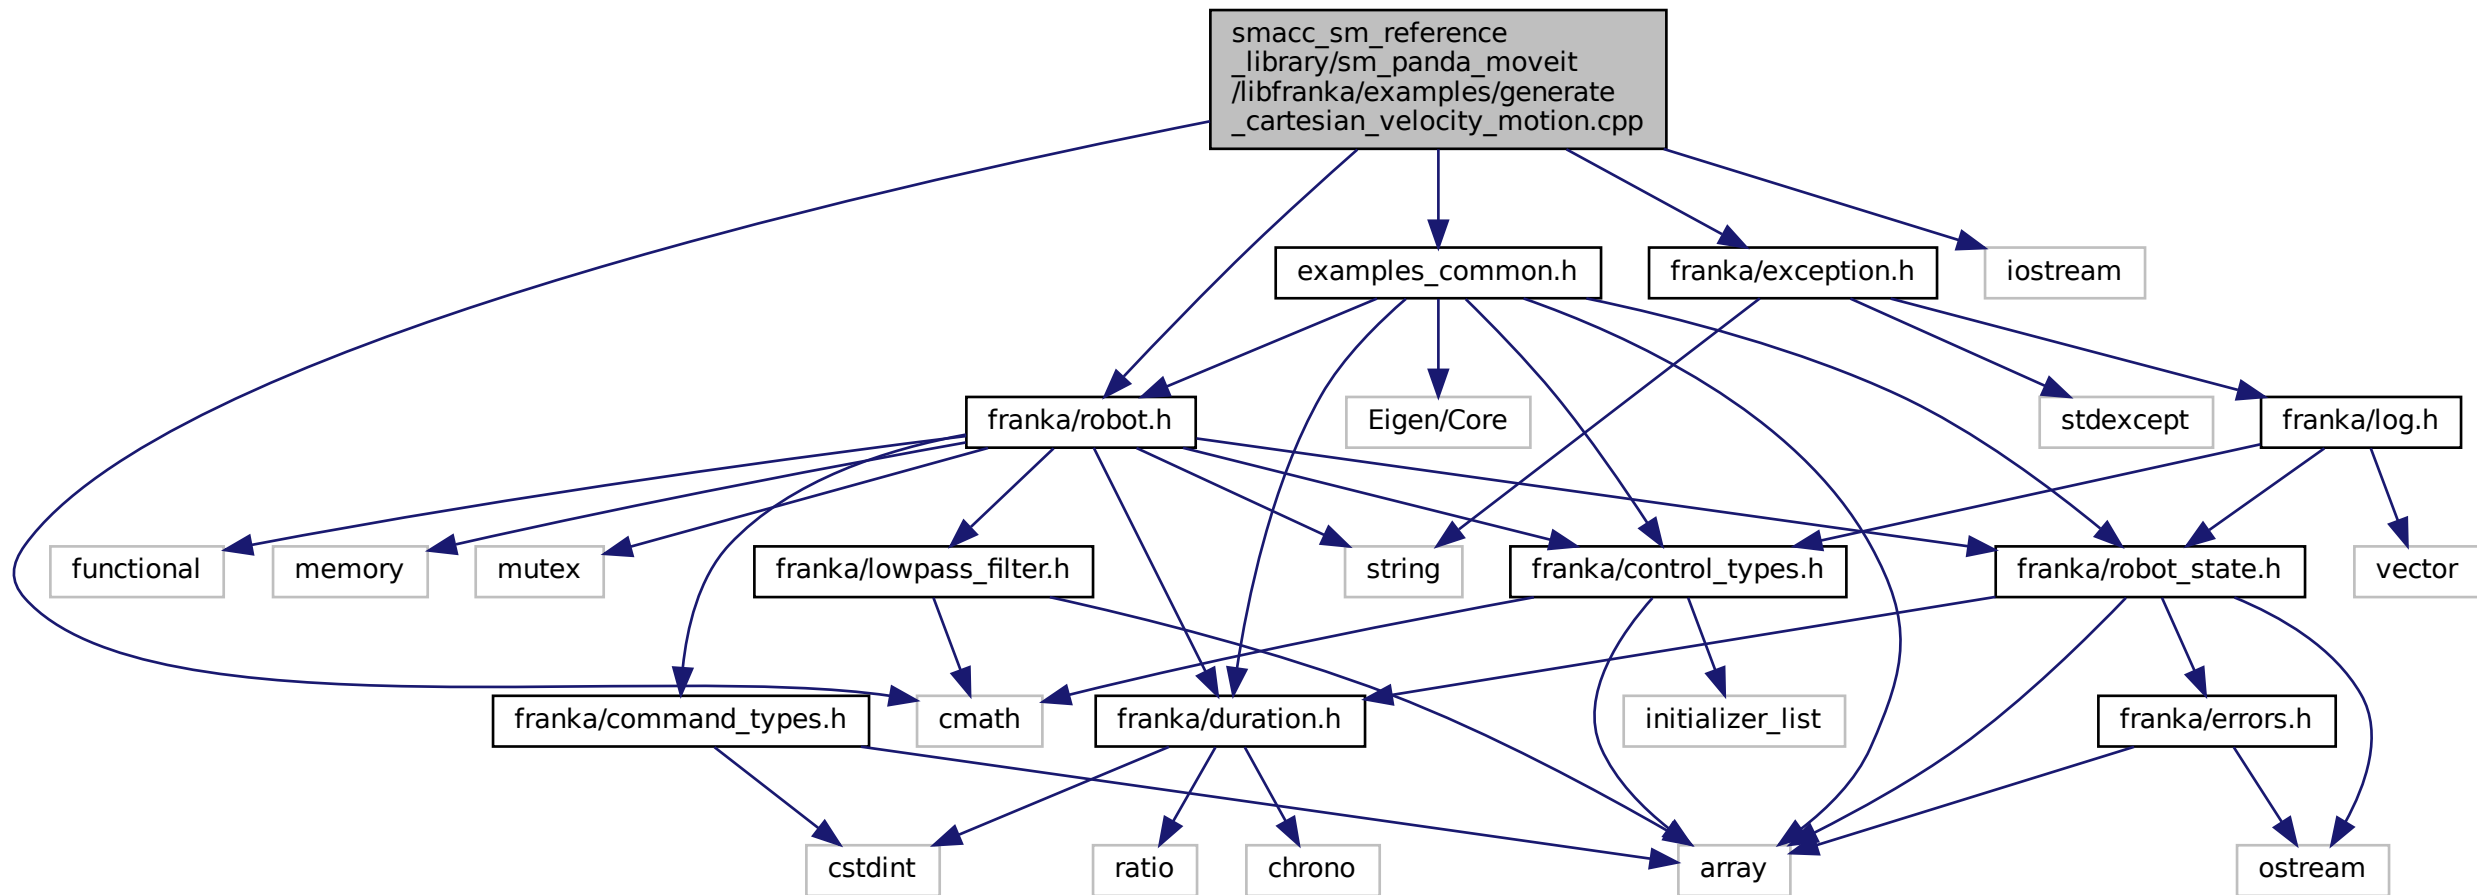 smacc_sm_reference
_library/sm_panda_moveit
/libfranka/examples/generate
_cartesian_velocity_motion.cpp
examples_common.h
franka/exception.h
iostream
franka/robot.h
Eigen/Core
stdexcept
franka/log.h
functional
memory
mutex
franka/lowpass_filter.h
string
franka/control_types.h
franka/robot_state.h
vector
franka/command_types.h
cmath
franka/duration.h
initializer_list
franka/errors.h
cstdint
ratio
chrono
array
ostream